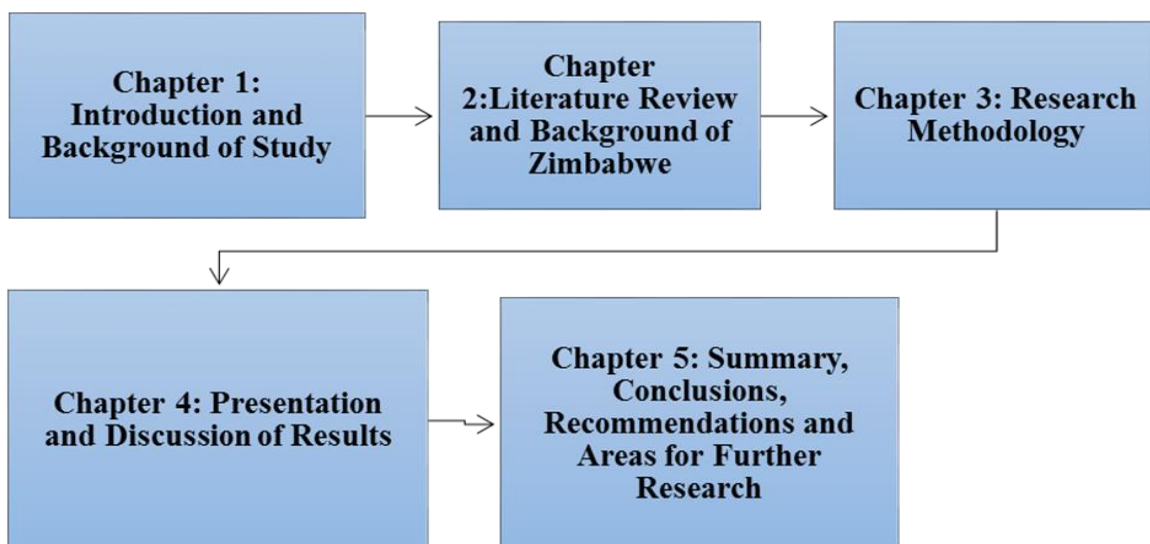 Chapter 1:
Introduction and
Background of Study
Chapter
2:Literature Review
and Background of
Zimbabwe
Chapter 3: Research
Methodology
Chapter 4: Presentation
and Discussion of Results
Chapter 5: Summary,
Conclusions,
Recommendations and
Areas for Further
Research